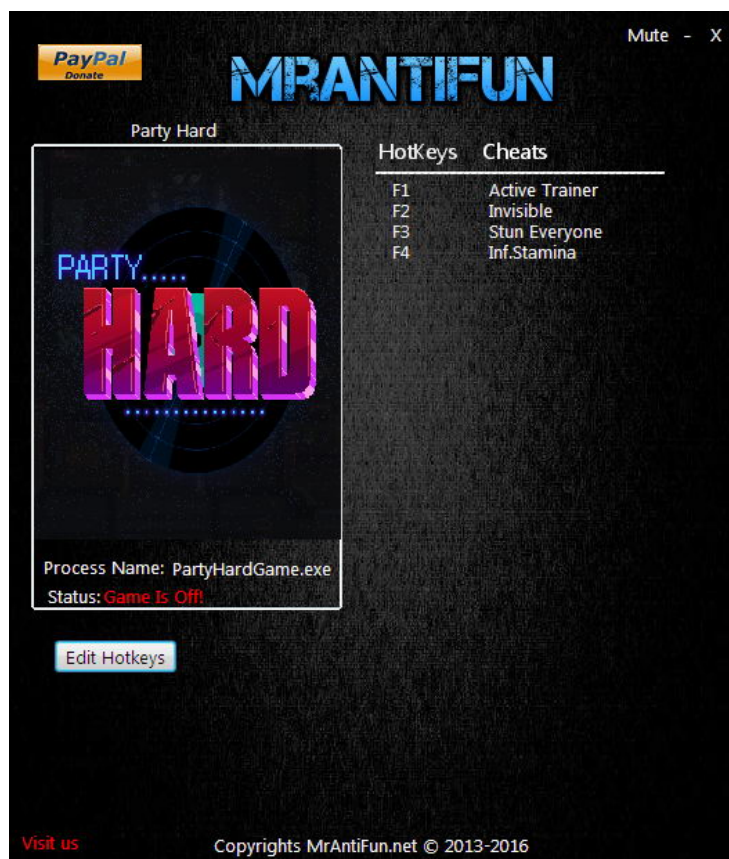 Mute - X
PayPal
Donate
MRANTIFUN
Party Hard
HotKeys Cheats
F1 Active Trainer
F2 Invisible
F3 Stun Everyone
F4 Inf.Stamina
PARTY.....
HARD
Process Name: PartyHardGame.exe
Status: Game Is Off!
Edit Hotkeys
Visit us
Copyrights MrAntiFun.net © 2013-2016